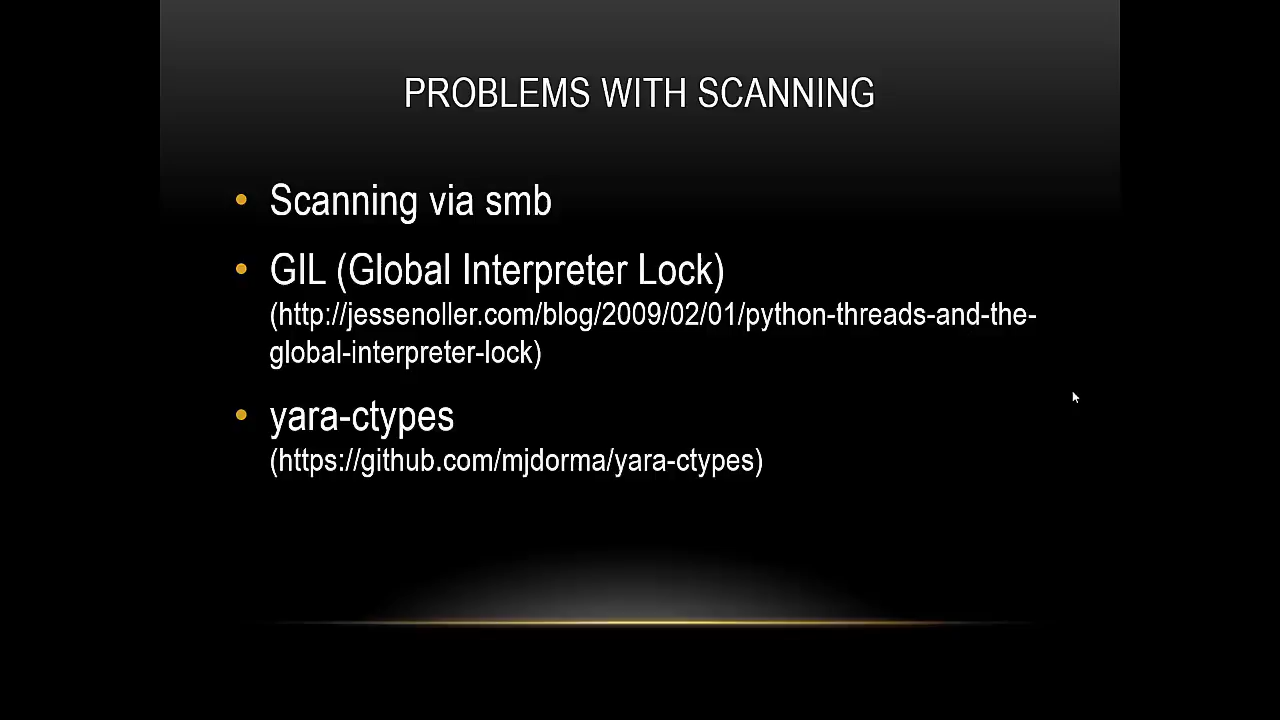 PROBLEMS WITH SCANNING
• Scanning via smb
• GIL (Global Interpreter Lock)
(http://jessenoller.com/blog/2009/02/01/python-threads-and-the-
global-interpreter-lock)
• yara-ctypes
(https://github.com/mjdorma/yara-ctypes)